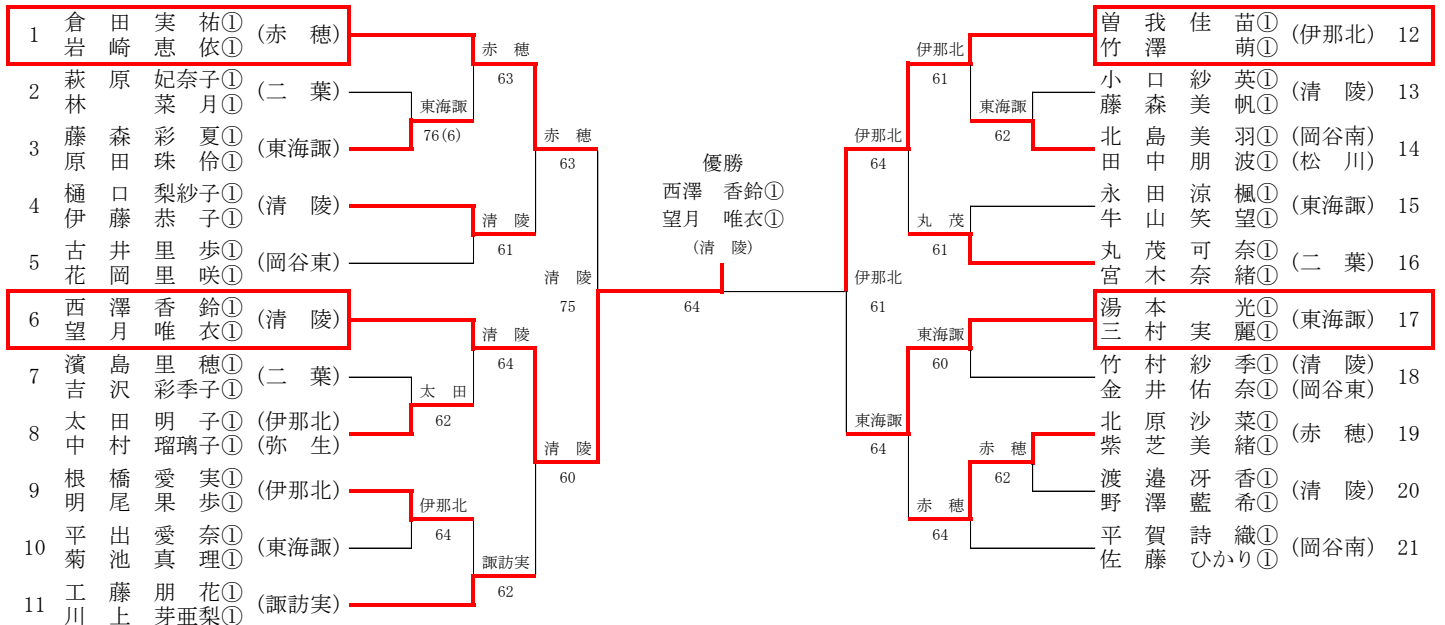 1 倉田実祐① (赤穂)
岩崎恵依①
2 萩原妃奈子① (二葉)
林菜月①
3 藤森彩夏① (東海諏)
原田珠伶①
4 樋口梨紗子① (清陵)
伊藤恭子①
5 古井里歩① (岡谷東)
花岡里咲①
6 西澤香鈴① (清陵)
望月唯衣①
7 濱島里穂① (二葉)
吉沢彩季子①
8 太田明子① (伊那北)
中村瑠璃子① (弥生)
9 根橋愛実① (伊那北)
明尾果歩①
10 平出愛奈① (東海諏)
菊池真理①
11 工藤朋花① (諏訪実)
川上芽亜梨①
東海諏
76(6)
太田
62
伊那北
64
赤穂
63
清陵
61
清陵
64
諏訪実
62
赤穂
63
清陵
60
清陵
75
優勝
西澤 香鈴①
望月 唯衣①
(清陵)
64
伊那北
61
伊那北
64
東海諏
64
伊那北
61
丸茂
61
東海諏
60
赤穂
64
東海諏
62
赤穂
62
曽我佳苗① (伊那北) 12
竹澤萌①
小口紗英① (清陵) 13
藤森美帆①
北島美羽① (岡谷南) 14
田中朋波① (松川)
永田涼楓① (東海諏) 15
牛山笑望①
丸茂可奈① (二葉) 16
宮木奈緒①
湯本光① (東海諏) 17
三村実麗①
竹村紗季① (清陵) 18
金井佑奈① (岡谷東)
北原沙菜① (赤穂) 19
紫芝美緒①
渡邉冴香① (清陵) 20
野澤藍希①
平賀詩織① (岡谷南) 21
佐藤ひかり①